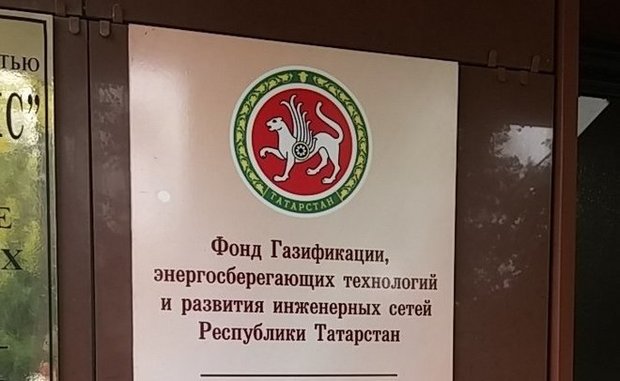 ТАТАРСТАН
Фонд Газификации,
энергосберегающих технологий
и развития инженерных сетей
Республики Татарстан